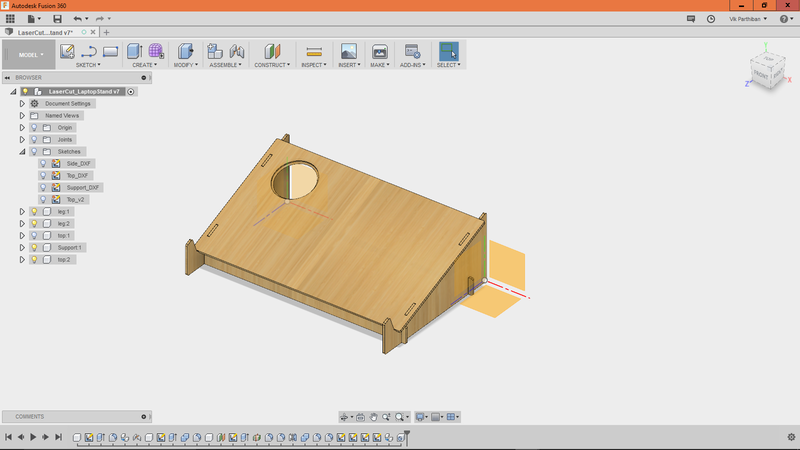 Autodesk Fusion 360
Vik Parthiban
LaserCut...tand v7*
MODEL
SKETCH
CREATE
MODIFY
ASSEMBLE
CONSTRUCT
INSPECT
INSERT
MAKE
ADD-INS
SELECT
BROWSER
LaserCut_LaptopStand v7
Document Settings
Named Views
Origin
Joints
Sketches
Side_DXF
Top_DXF
Support_DXF
Top_v2
leg:1
leg:2
top:1
Support:1
top:2
TOP
FRONT
Y
Z
X
COMMENTS